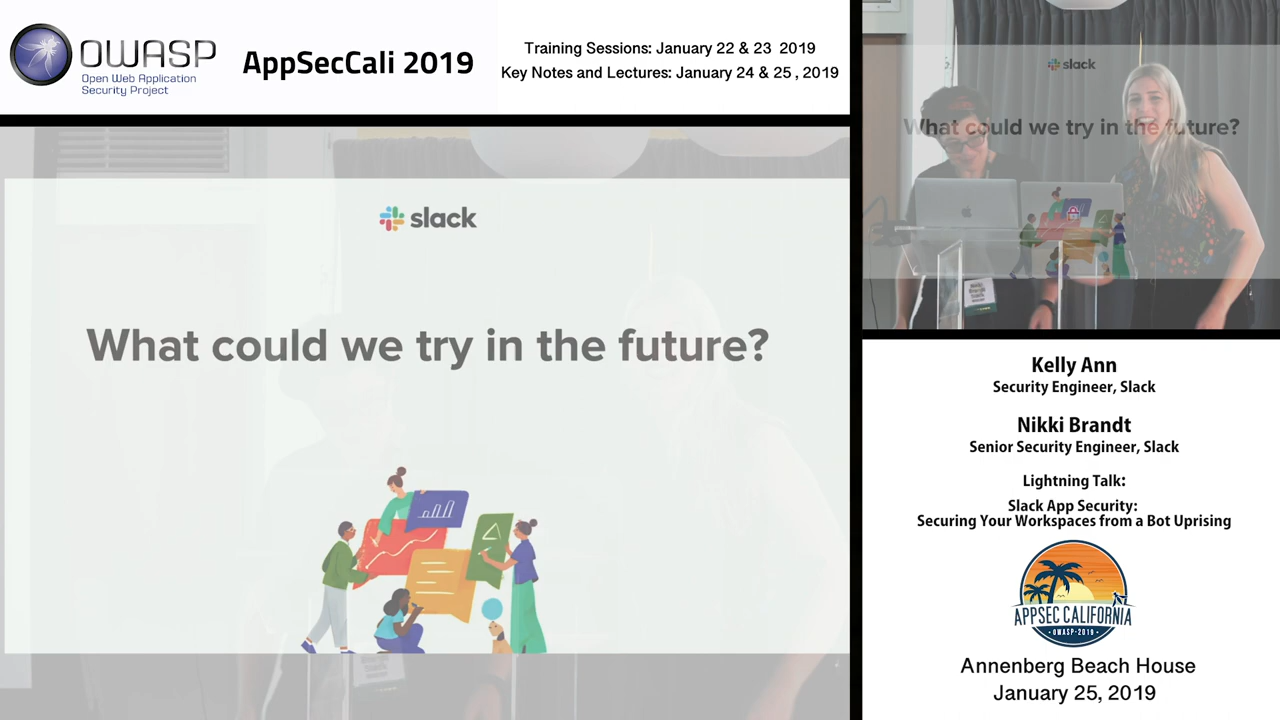 OWASP
Open Web Application
Security Project
AppSecCali 2019
Training Sessions: January 22 & 23 2019
Key Notes and Lectures: January 24 & 25 , 2019
slack
What could we try in the future?
slack
What could we try in the future?
Kelly Ann
Security Engineer, Slack
Nikki Brandt
Senior Security Engineer, Slack
Lightning Talk:
Slack App Security:
Securing Your Workspaces from a Bot Uprising
APPSEC CALIFORNIA
OWASP-2019
Annenberg Beach House
January 25, 2019